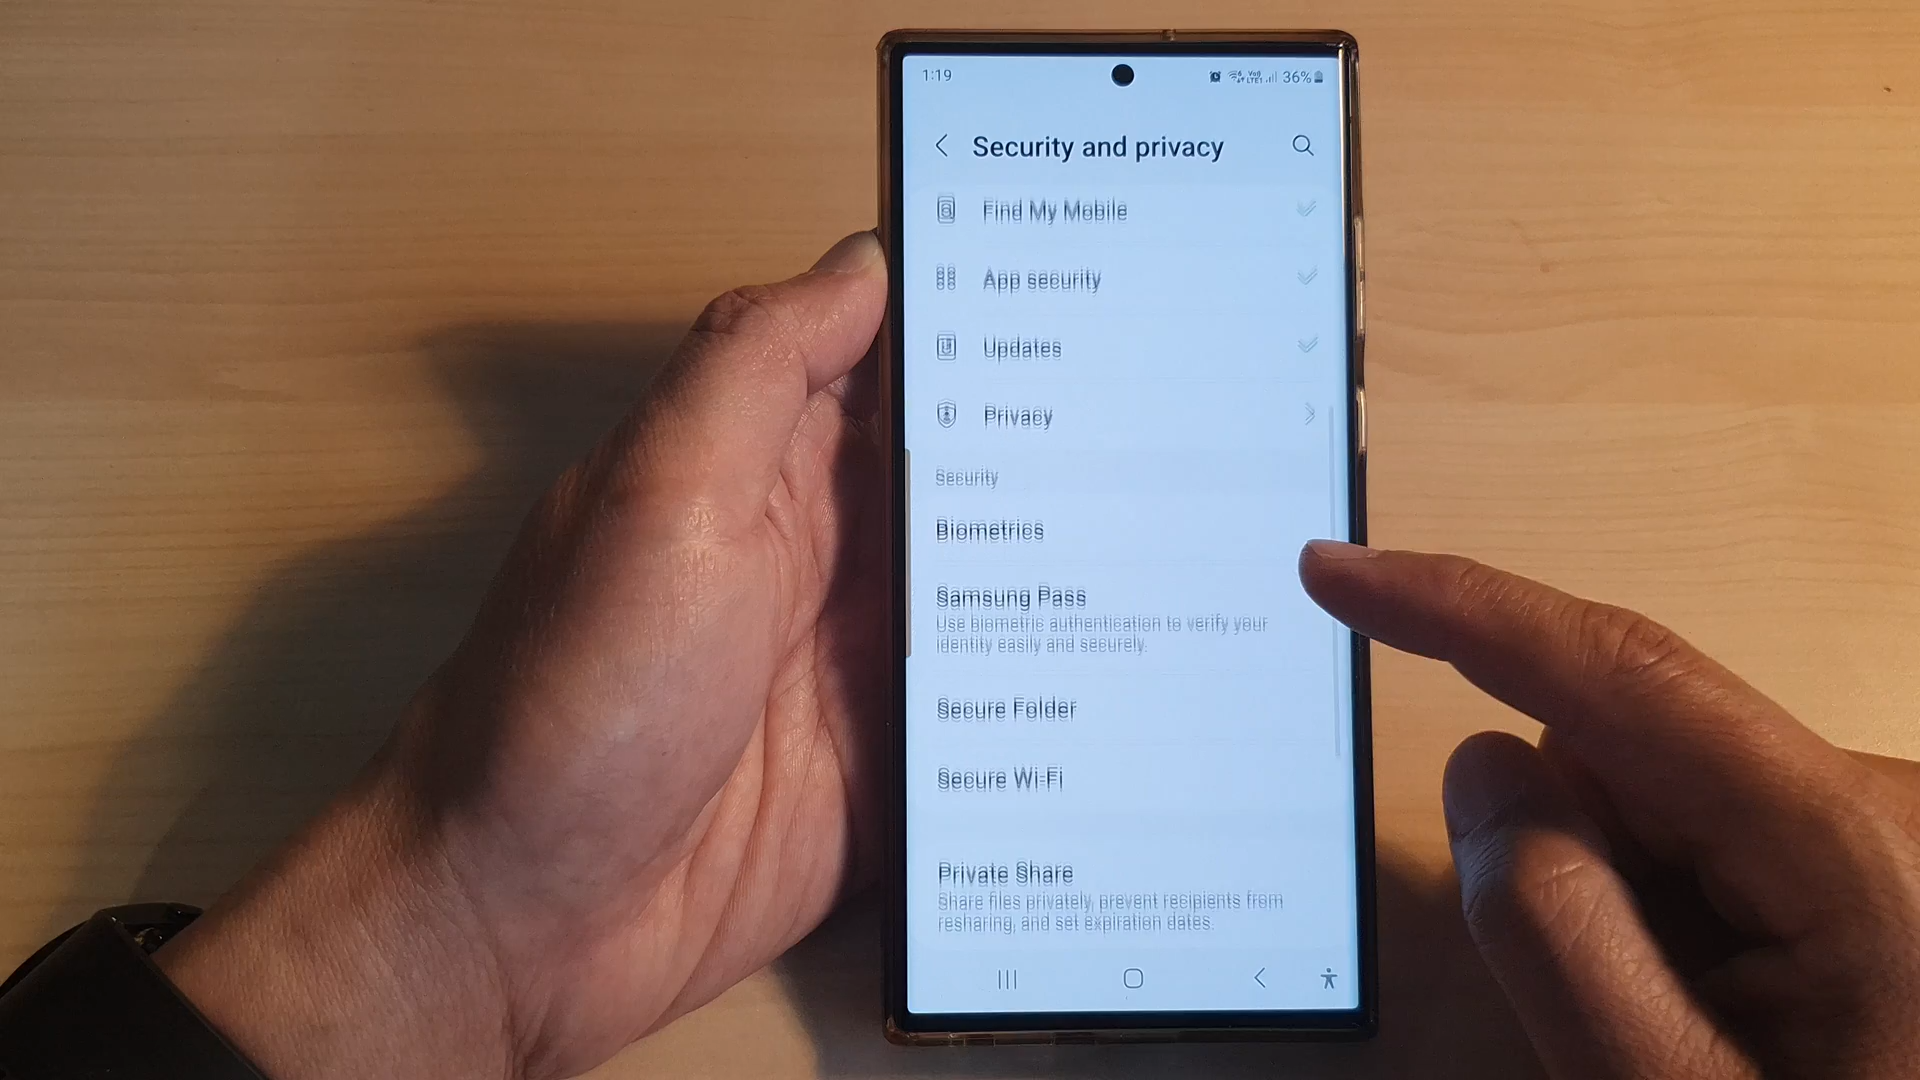 1:19
36%
Security and privacy
Find My Mobile
App security
Updates
Privacy
Security
Biometrics
Samsung Pass
Use biometric authentication to verify your
identity easily and securely.
Secure Folder
Secure Wi-Fi
Private Share
Share files privately, prevent recipients from
resharing, and set expiration dates.